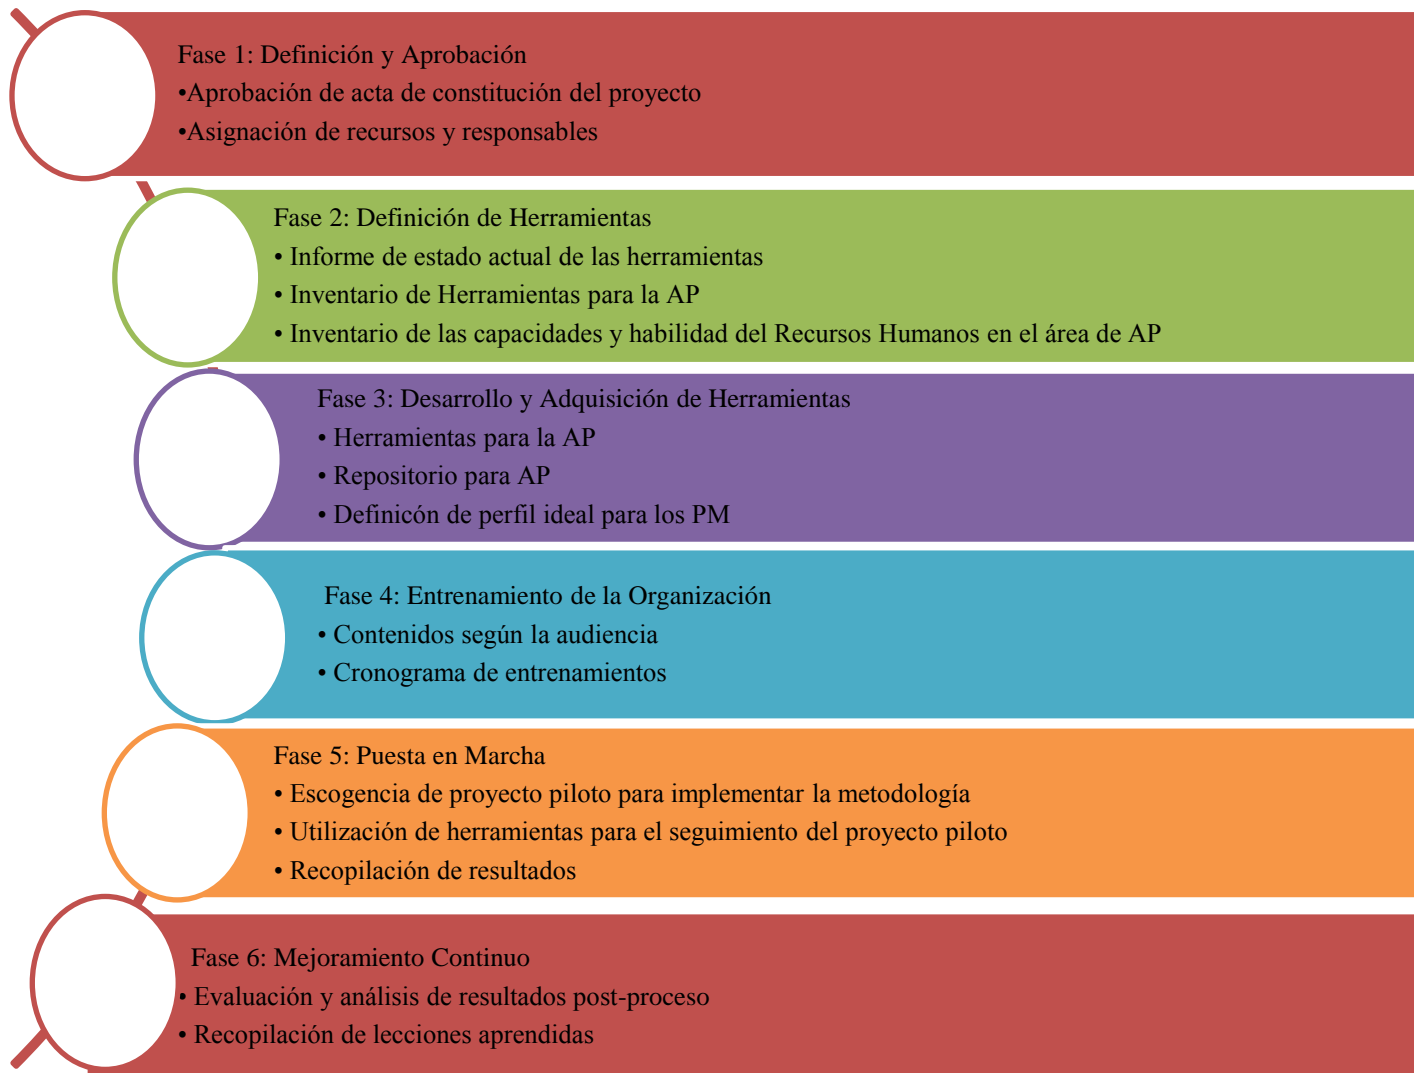 Fase 1: Definición y Aprobación
•Aprobación de acta de constitución del proyecto
•Asignación de recursos y responsables
Fase 2: Definición de Herramientas
• Informe de estado actual de las herramientas
• Inventario de Herramientas para la AP
• Inventario de las capacidades y habilidad del Recursos Humanos en el área de AP
Fase 3: Desarrollo y Adquisición de Herramientas
• Herramientas para la AP
• Repositorio para AP
• Definicón de perfil ideal para los PM
Fase 4: Entrenamiento de la Organización
• Contenidos según la audiencia
• Cronograma de entrenamientos
Fase 5: Puesta en Marcha
• Escogencia de proyecto piloto para implementar la metodología
• Utilización de herramientas para el seguimiento del proyecto piloto
• Recopilación de resultados
Fase 6: Mejoramiento Continuo
• Evaluación y análisis de resultados post-proceso
• Recopilación de lecciones aprendidas